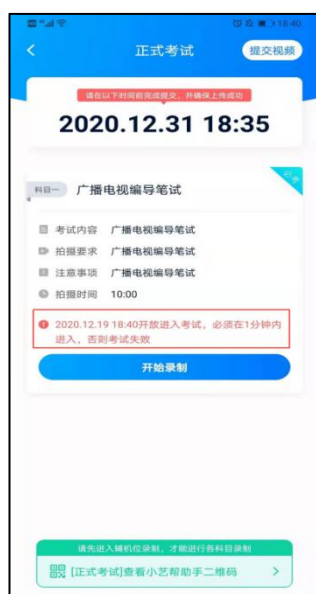 18:40
正式考试
提交视频
请在以下时间前完成提交，并确保上传成功
2020.12.31 18:35
科目一
广播电视编导笔试
考试内容 广播电视编导笔试
拍摄要求 广播电视编导笔试
注意事项 广播电视编导笔试
拍摄时间 10:00
2020.12.19 18:40开放进入考试，必须在1分钟内
进入，否则考试失败
开始录制
请先进入辅机位录制，才能进行各科目录制
[正式考试]查看小艺帮助手二维码